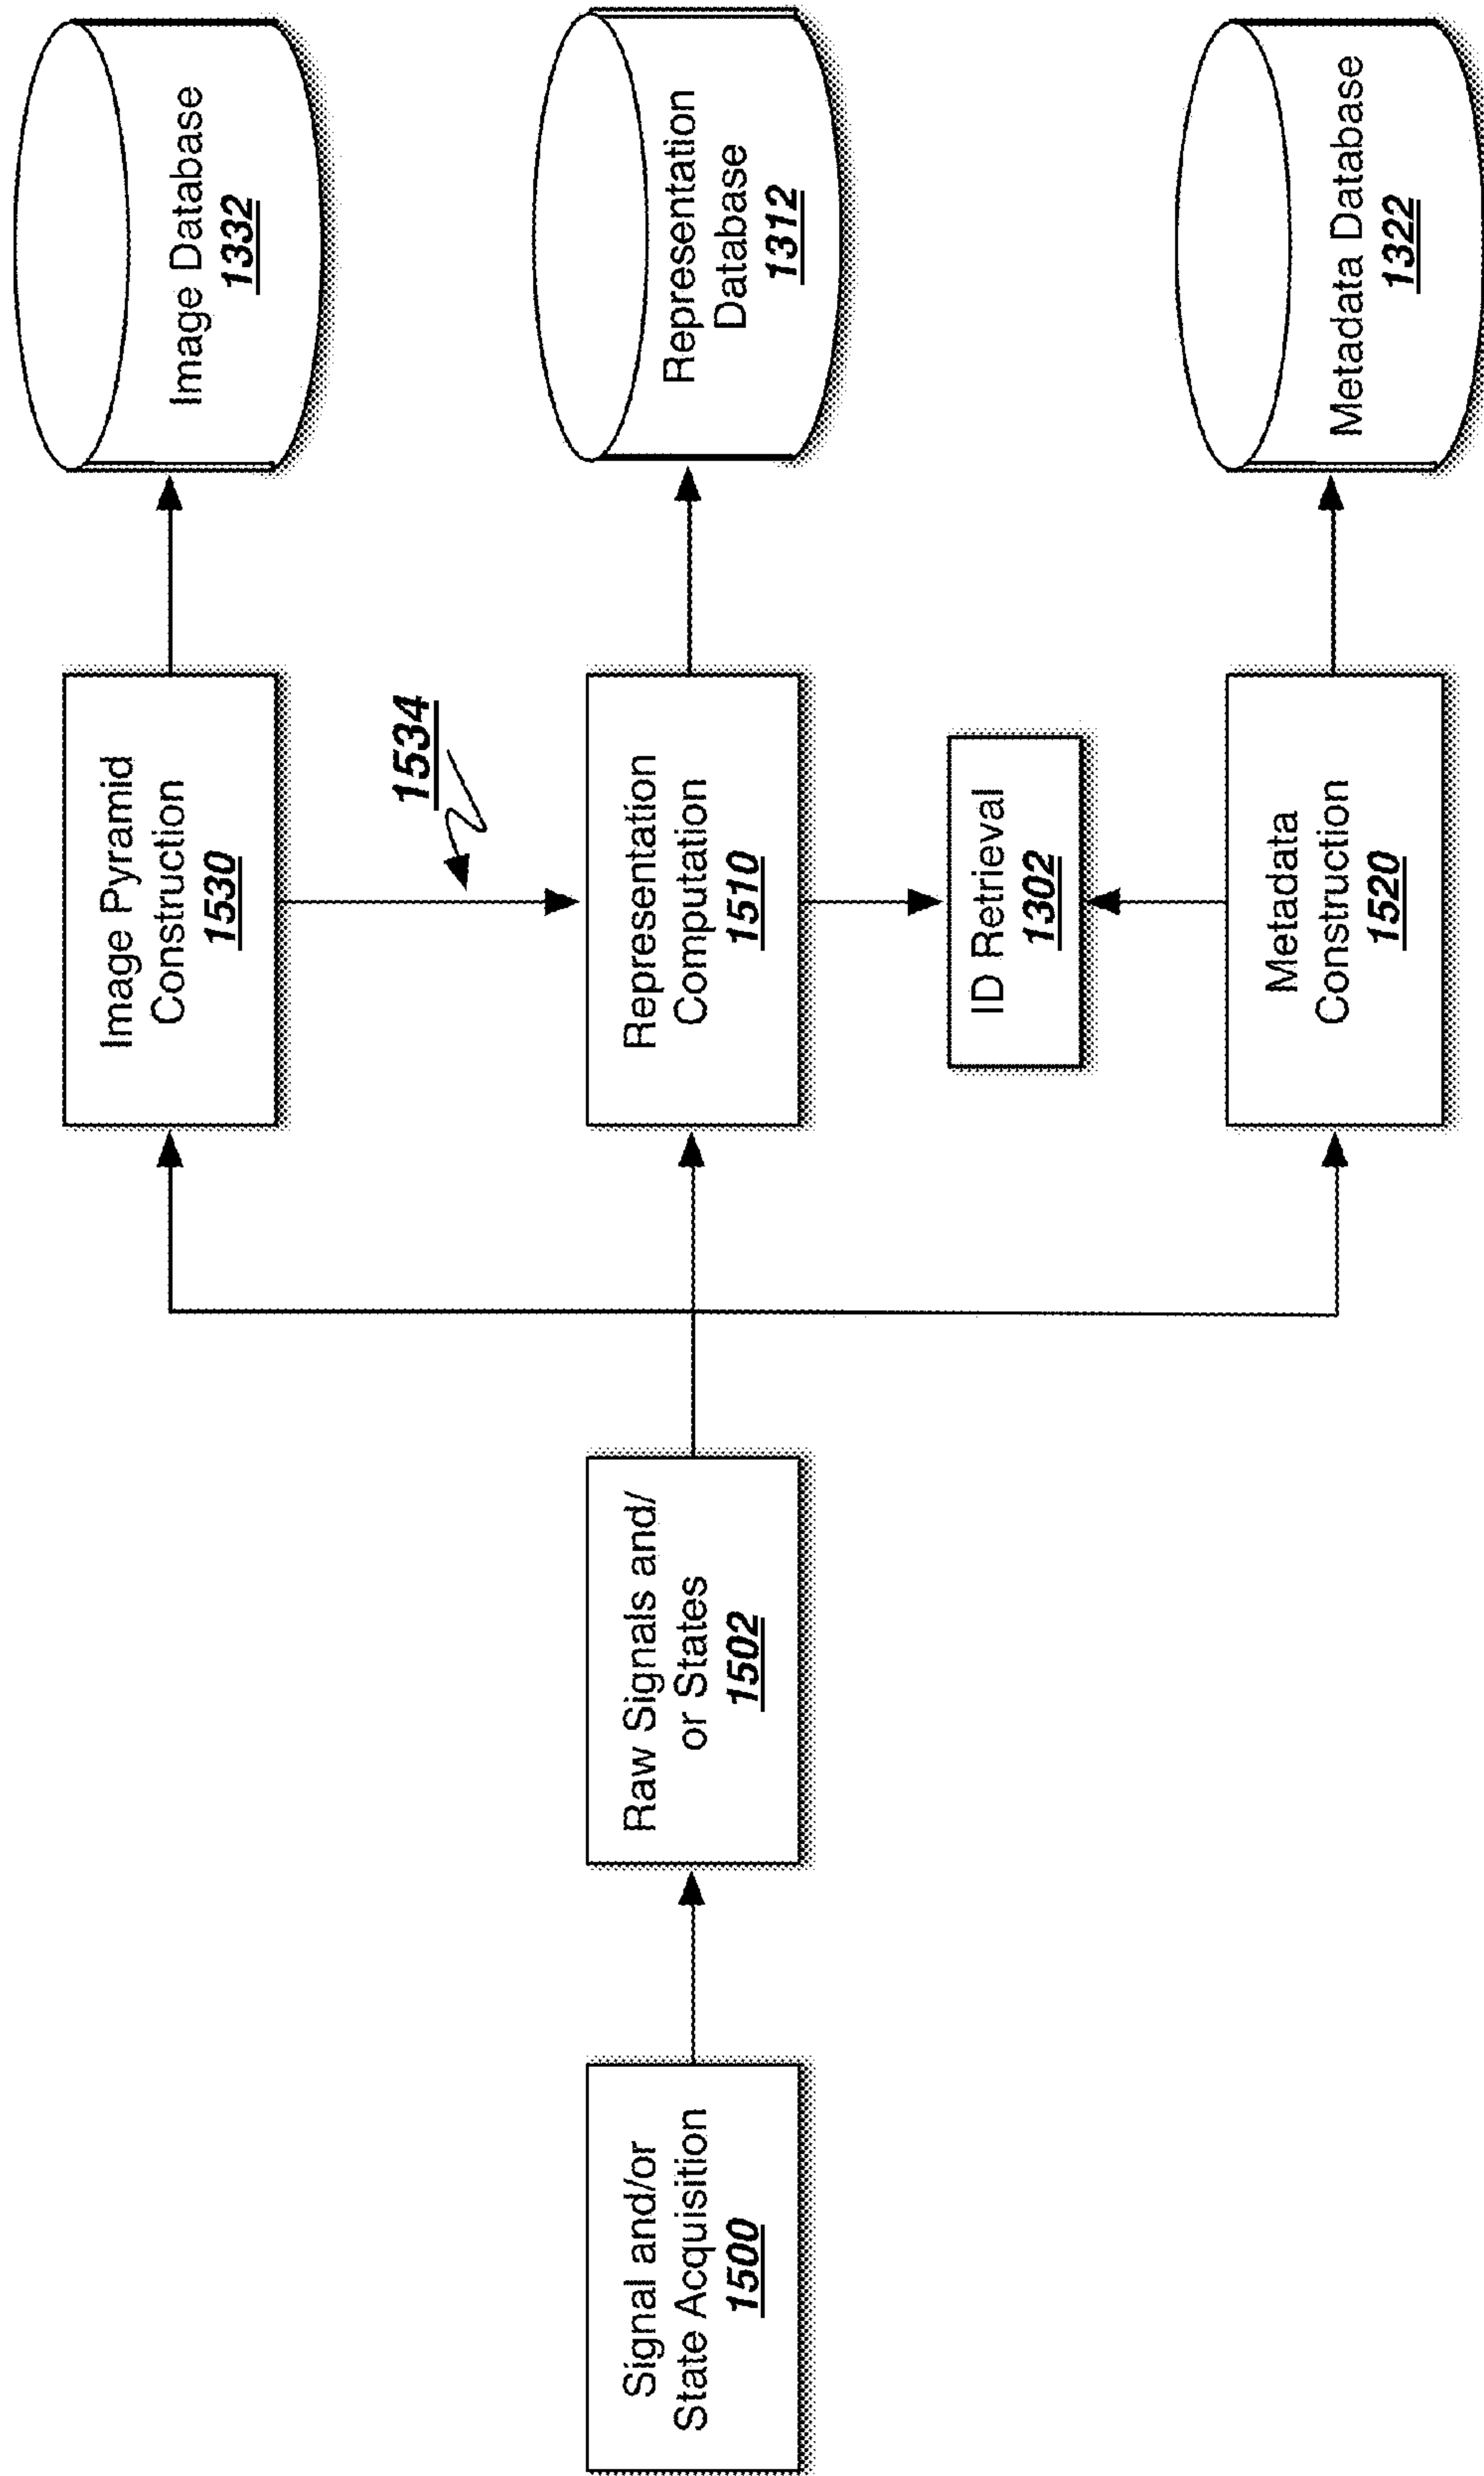 Signal and/or
State Acquisition
1500
Raw Signals and/
or States
1502
Image Pyramid
Construction
1530
1534
Representation
Computation
1510
ID Retrieval
1302
Metadata
Construction
1520
Image Database
1332
Representation
Database
1312
Metadata Database
1322